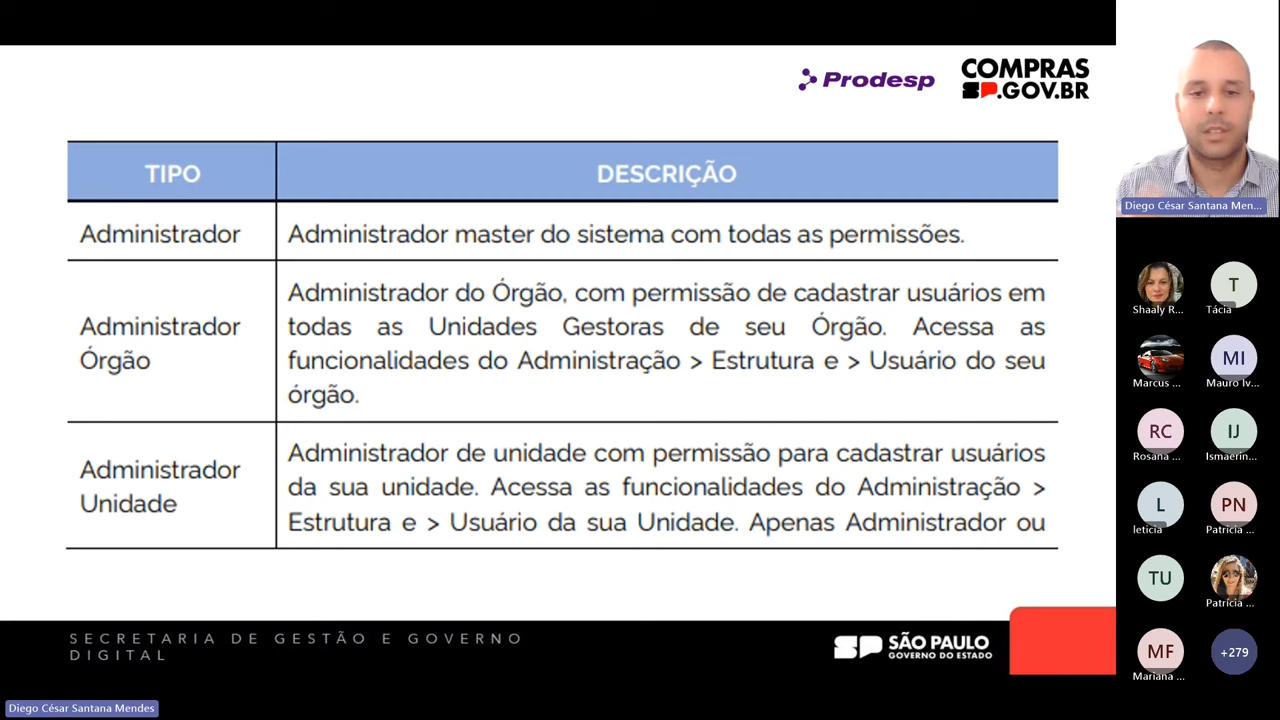 Prodesp
COMPRAS
SP.GOV.BR
TIPO
DESCRIÇÃO
Administrador
Administrador master do sistema com todas as permissões.
Administrador
Órgão
Administrador do Órgão, com permissão de cadastrar usuários em
todas as Unidades Gestoras de seu Órgão. Acessa as
funcionalidades do Administração > Estrutura e > Usuário do seu
órgão.
Administrador
Unidade
Administrador de unidade com permissão para cadastrar usuários
da sua unidade. Acessa as funcionalidades do Administração >
Estrutura e > Usuário da sua Unidade. Apenas Administrador ou
SECRETARIA DE GESTÃO E GOVERNO
DIGITAL
SP SÃO PAULO
GOVERNO DO ESTADO
Diego César Santana Mendes
Diego César Santana Men...
Shaaly R...
T
Tácia
Marcus ...
MI
Mauro Iv...
RC
Rosana ...
IJ
Ismaerin...
L
leticia
PN
Patricia ...
TU
Patrícia ...
MF
Mariana ...
+279